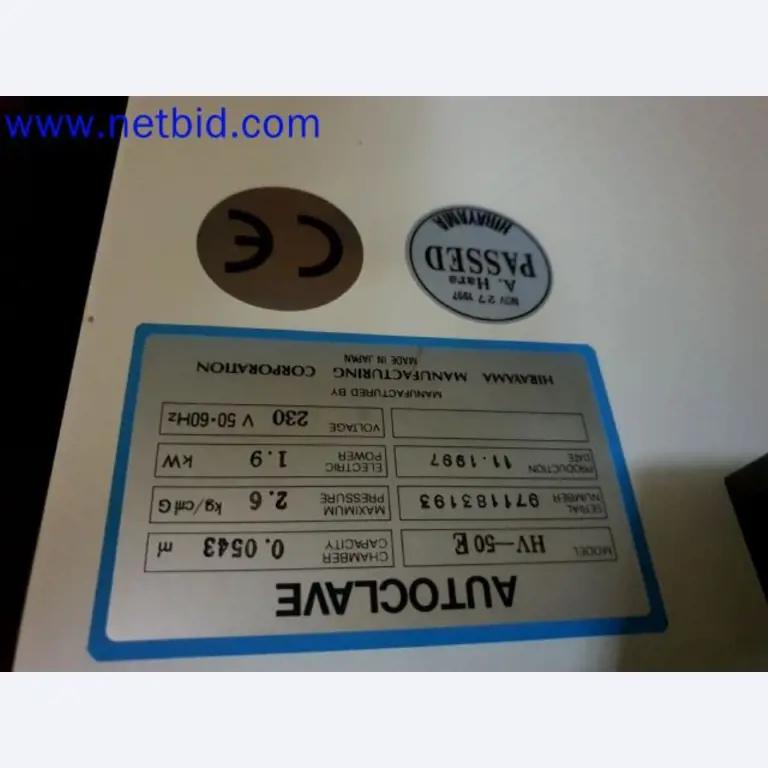 www.netbid.com
AUTOCLAVE
MODEL HV-50 E
CHAMBER CAPACITY 0.0543 m³
SERIAL NUMBER 971183193
MAXIMUM PRESSURE 2.6 kg/cm²G
PRODUCTION DATE 11.1997
ELECTRIC POWER 1.9 kW
VOLTAGE 230 V 50·60Hz
MANUFACTURED BY
HIRAYAMA MANUFACTURING CORPORATION
MADE IN JAPAN
CE
NOV 27 1997
A. Hara
PASSED
HIRAYAMA